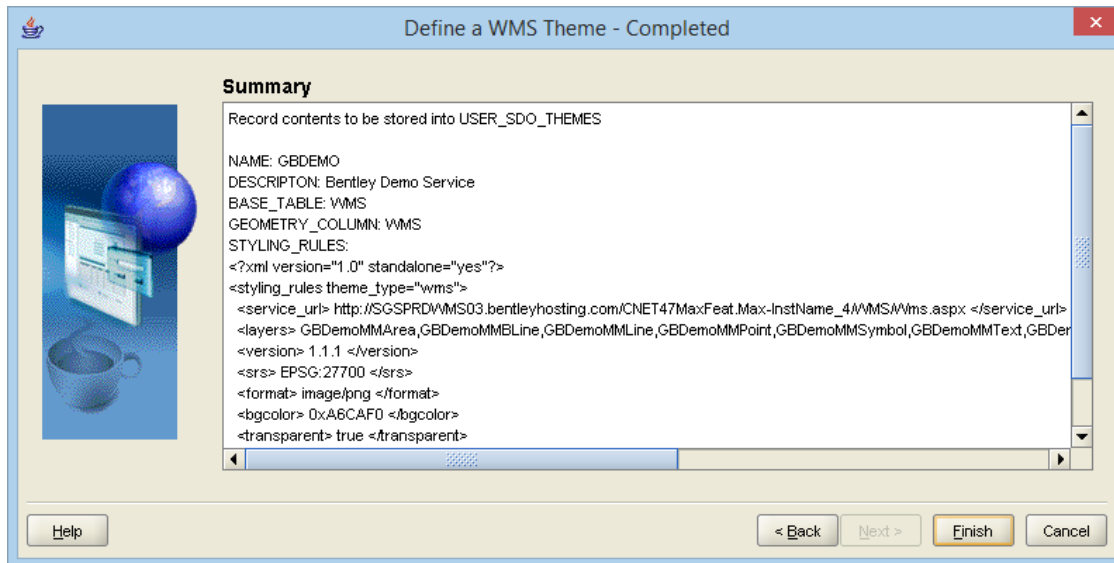 Define a WMS Theme - Completed
Summary
Record contents to be stored into USER_SDO_THEMES
NAME: GBDEMO
DESCRIPTON: Bentley Demo Service
BASE_TABLE: WMS
GEOMETRY_COLUMN: WMS
STYLING_RULES:
<?xml version="1.0" standalone="yes"?>
<styling_rules theme_type="wms">
<service_url> http://SGSPRDWMS03.bentleyhosting.com/CNET47MaxFeat.Max-InstName_4/WMS/Wms.aspx </service_url>
<layers> GBDemoMMArea,GBDemoMMBLine,GBDemoMMLine,GBDemoMMPoint,GBDemoMMSymbol,GBDemoMMText,GBDer
<version> 1.1.1 </version>
<srs> EPSG:27700 </srs>
<format> image/png </format>
<bgcolor> 0xA6CAF0 </bgcolor>
<transparent> true </transparent>
Help
< Back
Next >
Finish
Cancel